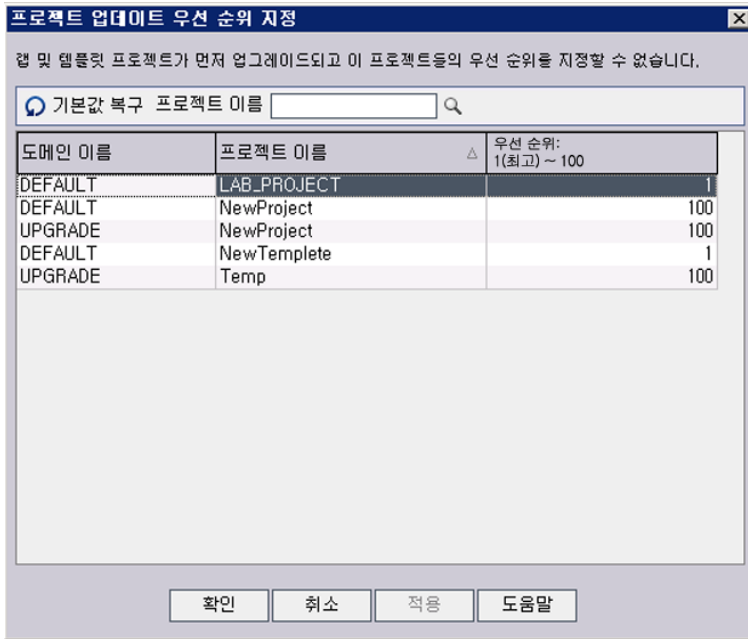 프로젝트 업데이트 우선 순위 지정
랩 및 템플릿 프로젝트가 먼저 업그레이드되고 이 프로젝트들의 우선 순위를 지정할 수 없습니다.
기본값 복구 프로젝트 이름
도메인 이름 프로젝트 이름 우선 순위:
1(최고) ~ 100
DEFAULT LAB_PROJECT 1
DEFAULT NewProject 100
UPGRADE NewProject 100
DEFAULT NewTemplete 1
UPGRADE Temp 100
확인 취소 적용 도움말